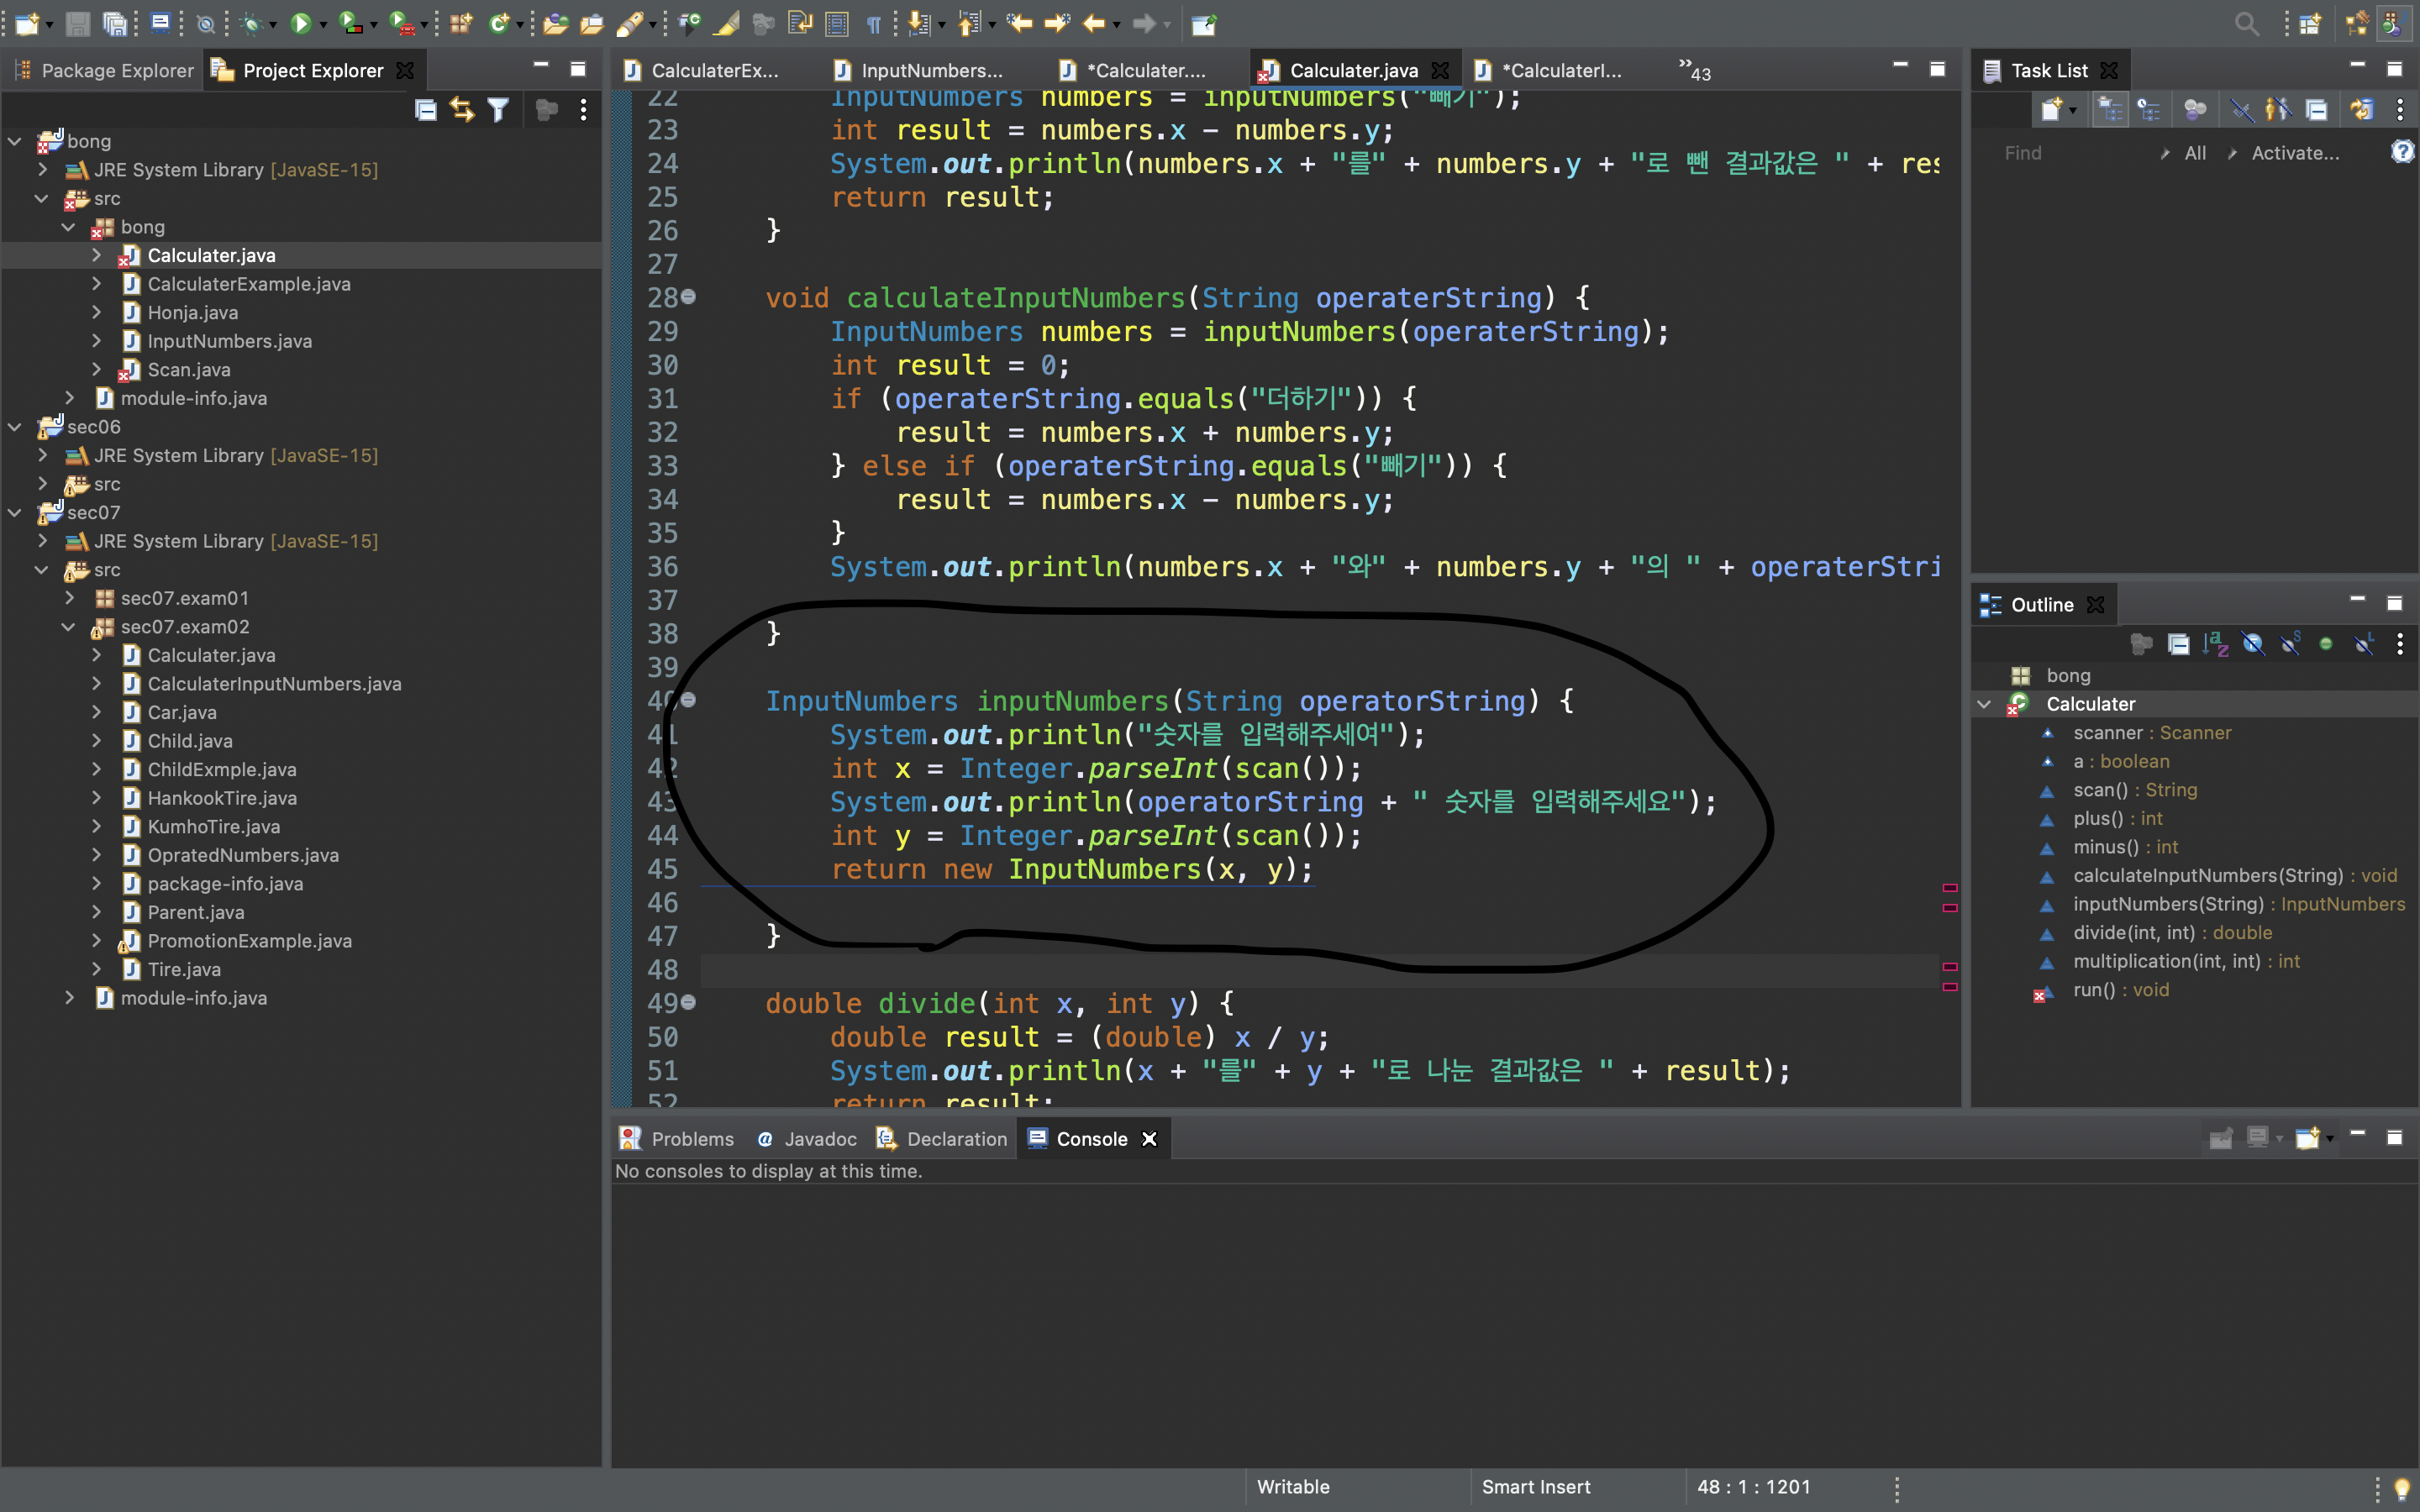 Package Explorer
Project Explorer
bong
JRE System Library [JavaSE-15]
src
bong
Calculater.java
CalculaterExample.java
Honja.java
InputNumbers.java
Scan.java
module-info.java
sec06
JRE System Library [JavaSE-15]
src
sec07
JRE System Library [JavaSE-15]
src
sec07.exam01
sec07.exam02
Calculater.java
CalculaterInputNumbers.java
Car.java
Child.java
ChildExmple.java
HankookTire.java
KumhoTire.java
OpratedNumbers.java
package-info.java
Parent.java
PromotionExample.java
Tire.java
module-info.java
CalculaterEx...
InputNumbers...
*Calculater....
Calculater.java
*CalculaterI...
»43
22 InputNumbers numbers = inputNumbers("빼기");
23 int result = numbers.x - numbers.y;
24 System.out.println(numbers.x + "를" + numbers.y + "로 뺀 결과값은 " + res
25 return result;
26 }
27
28 void calculateInputNumbers(String operaterString) {
29 InputNumbers numbers = inputNumbers(operaterString);
30 int result = 0;
31 if (operaterString.equals("더하기")) {
32 result = numbers.x + numbers.y;
33 } else if (operaterString.equals("빼기")) {
34 result = numbers.x - numbers.y;
35 }
36 System.out.println(numbers.x + "와" + numbers.y + "의 " + operaterStri
37
38 }
39
40 InputNumbers inputNumbers(String operatorString) {
41 System.out.println("숫자를 입력해주세여");
42 int x = Integer.parseInt(scan());
43 System.out.println(operatorString + " 숫자를 입력해주세요");
44 int y = Integer.parseInt(scan());
45 return new InputNumbers(x, y);
46
47 }
48
49 double divide(int x, int y) {
50 double result = (double) x / y;
51 System.out.println(x + "를" + y + "로 나눈 결과값은 " + result);
52 return result;
Task List
Find
All
Activate...
Outline
bong
Calculater
scanner : Scanner
a : boolean
scan() : String
plus() : int
minus() : int
calculateInputNumbers(String) : void
inputNumbers(String) : InputNumbers
divide(int, int) : double
multiplication(int, int) : int
run() : void
Problems
@ Javadoc
Declaration
Console
No consoles to display at this time.
Writable
Smart Insert
48 : 1 : 1201